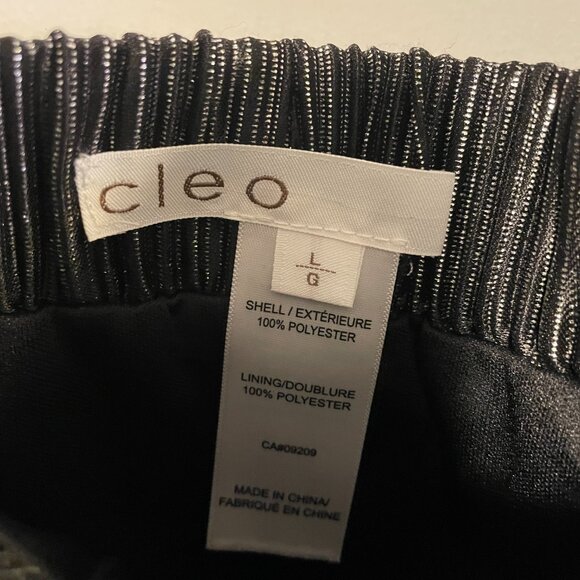 cleo
L
G
SHELL / EXTÉRIEURE
100% POLYESTER
LINING/DOUBLURE
100% POLYESTER
CA#09209
MADE IN CHINA/
FABRIQUÉ EN CHINE